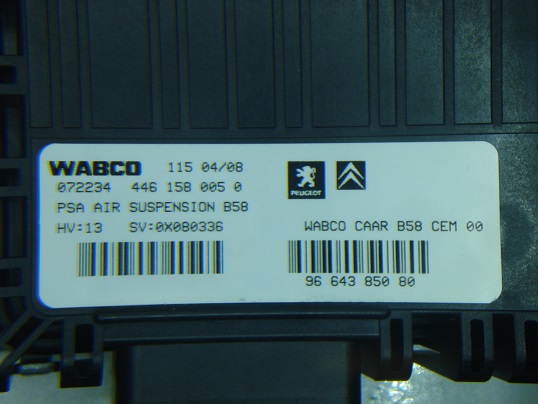 WABCO 115 04/08
072234 446 158 005 0
PSA AIR SUSPENSION B58
HV:13 SV:0X0B0336
PEUGEOT
WABCO CAAR B58 CEM 00
96 643 850 80